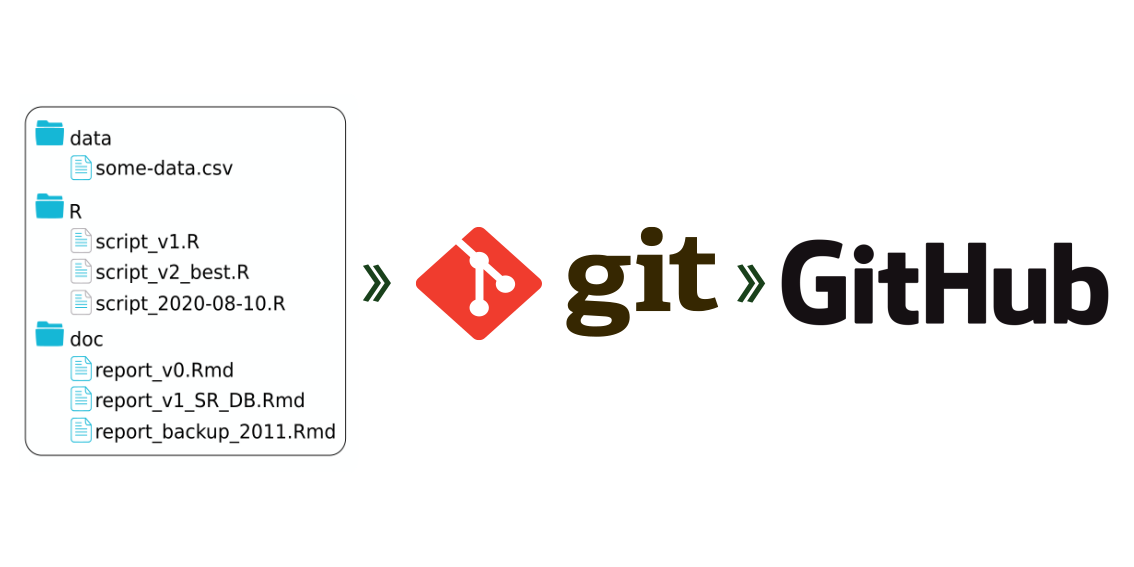 data
some-data.csv
R
script_v1.R
script_v2_best.R
script_2020-08-10.R
doc
report_v0.Rmd
report_v1_SR_DB.Rmd
report_backup_2011.Rmd
» git » GitHub